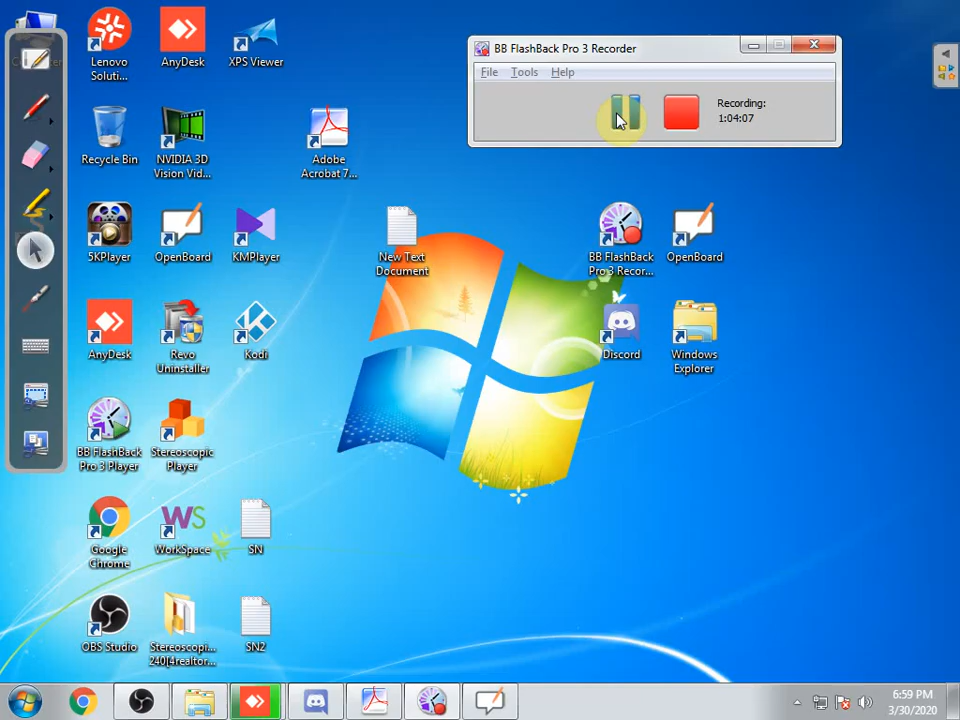 Lenovo
Soluti...
AnyDesk
XPS Viewer
BB FlashBack Pro 3 Recorder
File Tools Help
Recording:
1:04:07
Recycle Bin
NVIDIA 3D
Vision Vid...
Adobe
Acrobat 7...
5KPlayer
OpenBoard
KMPlayer
New Text
Document
BB FlashBack
Pro 3 Recor...
OpenBoard
AnyDesk
Revo
Uninstaller
Kodi
Discord
Windows
Explorer
BB FlashBack
Pro 3 Player
Stereoscopic
Player
Google
Chrome
WS
WorkSpace
SN
OBS Studio
Stereoscopi...
240[4realtor...
SN2
6:59 PM
3/30/2020